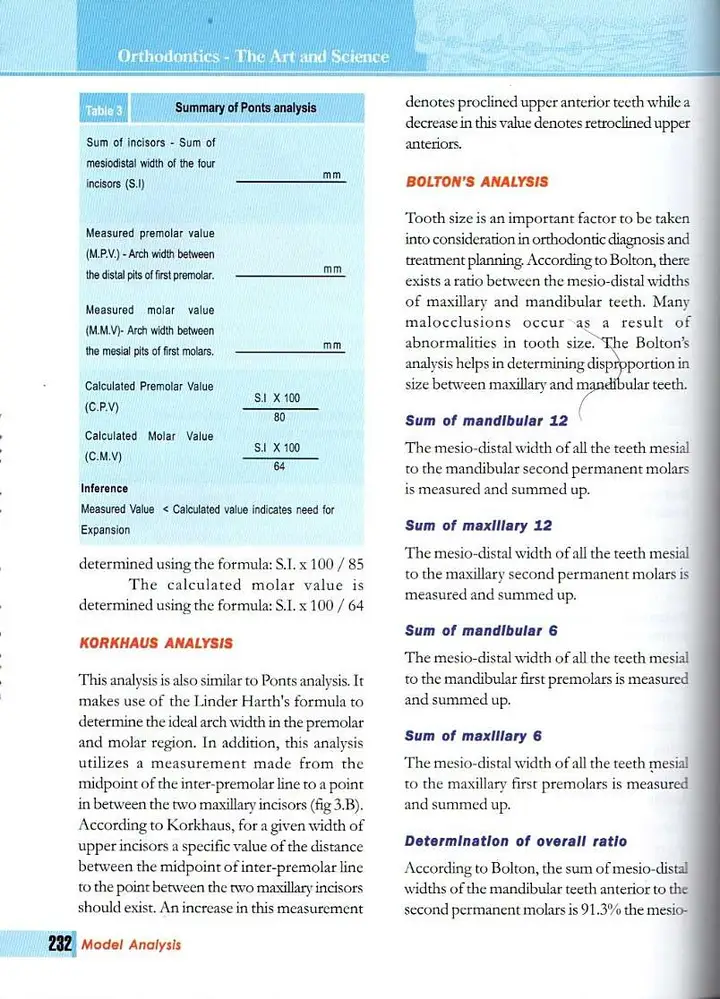 Orthodontics - The Art and Science
Table 3
Summary of Ponts analysis
Sum of incisors - Sum of
mesiodistal width of the four
incisors (S.I)
mm
Measured premolar value
(M.P.V.) - Arch width between
the distal pits of first premolar.
mm
Measured molar value
(M.M.V)- Arch width between
the mesial pits of first molars.
mm
Calculated Premolar Value
(C.P.V)
S.I X 100
80
Calculated Molar Value
(C.M.V)
S.I X 100
64
Inference
Measured Value < Calculated value indicates need for
Expansion
determined using the formula: S.I. x 100 / 85
The calculated molar value is
determined using the formula: S.I. x 100 / 64
KORKHAUS ANALYSIS
This analysis is also similar to Ponts analysis. It
makes use of the Linder Harth's formula to
determine the ideal arch width in the premolar
and molar region. In addition, this analysis
utilizes a measurement made from the
midpoint of the inter-premolar line to a point
in between the two maxillary incisors (fig 3.B).
According to Korkhaus, for a given width of
upper incisors a specific value of the distance
between the midpoint of inter-premolar line
to the point between the two maxillary incisors
should exist. An increase in this measurement
denotes proclined upper anterior teeth while a
decrease in this value denotes retroclined upper
anteriors.
BOLTON'S ANALYSIS
Tooth size is an important factor to be taken
into consideration in orthodontic diagnosis and
treatment planning. According to Bolton, there
exists a ratio between the mesio-distal widths
of maxillary and mandibular teeth. Many
malocclusions occur as a result of
abnormalities in tooth size. The Bolton's
analysis helps in determining disproportion in
size between maxillary and mandibular teeth.
Sum of mandibular 12
The mesio-distal width of all the teeth mesial
to the mandibular second permanent molars
is measured and summed up.
Sum of maxillary 12
The mesio-distal width of all the teeth mesial
to the maxillary second permanent molars is
measured and summed up.
Sum of mandibular 6
The mesio-distal width of all the teeth mesial
to the mandibular first premolars is measured
and summed up.
Sum of maxillary 6
The mesio-distal width of all the teeth mesial
to the maxillary first premolars is measured
and summed up.
Determination of overall ratio
According to Bolton, the sum of mesio-distal
widths of the mandibular teeth anterior to the
second permanent molars is 91.3% the mesio-
232 Model Analysis